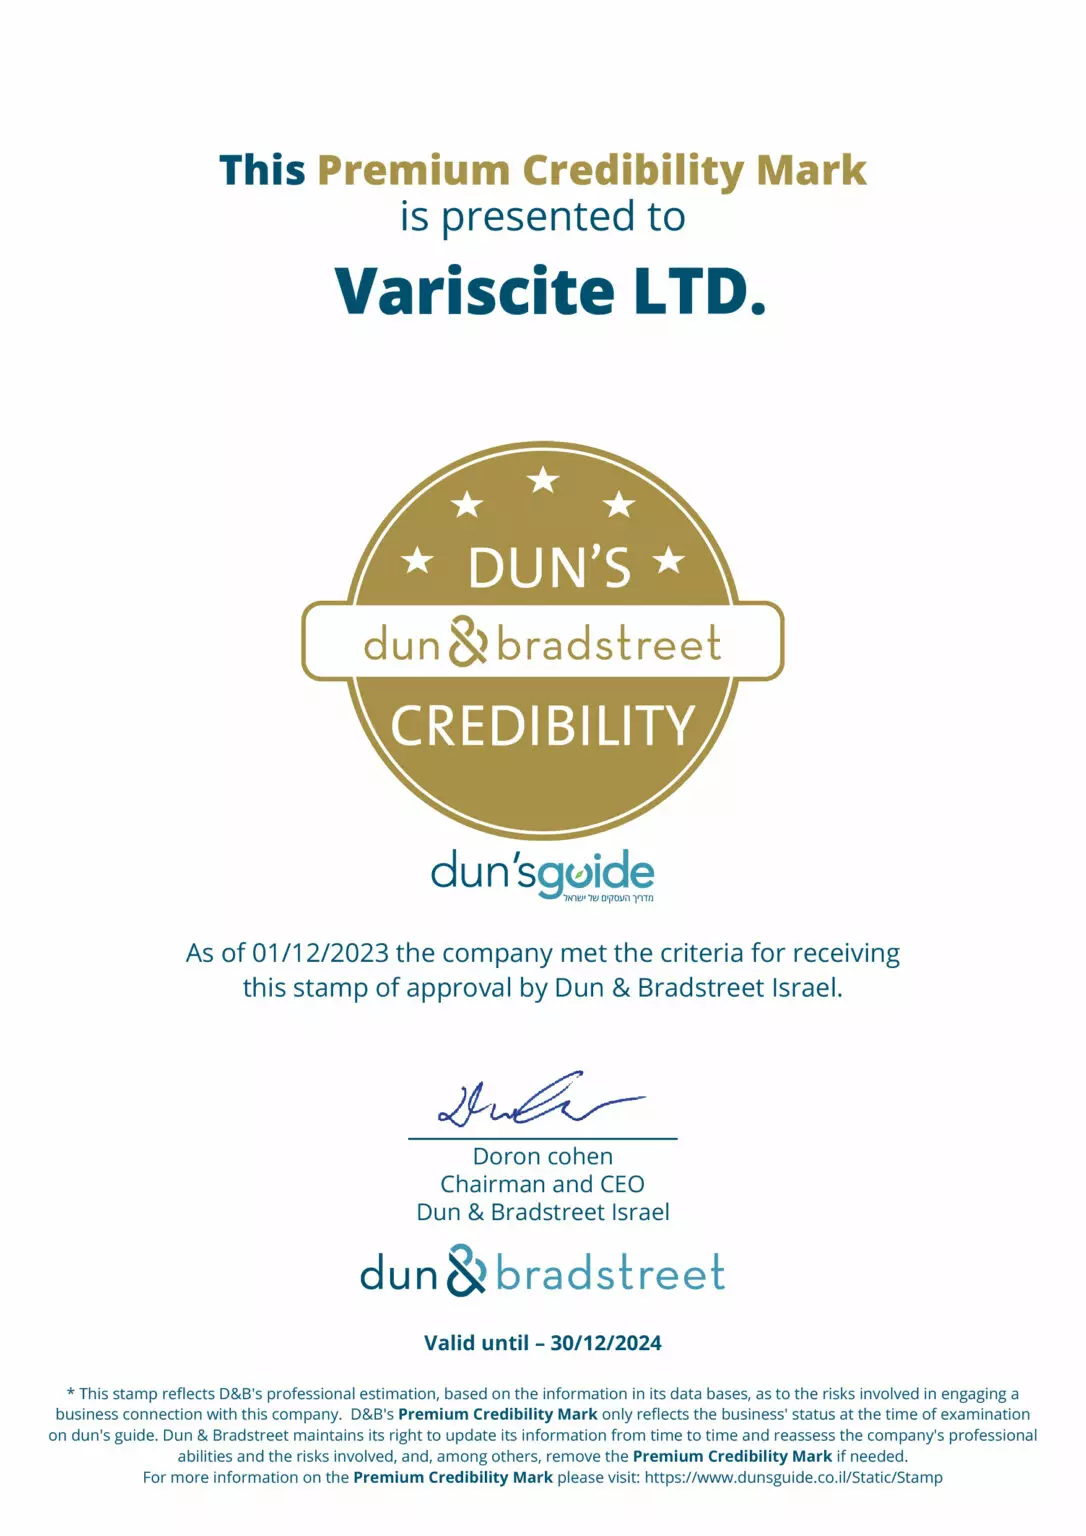 This Premium Credibility Mark
is presented to
Variscite LTD.
DUN'S
dun & bradstreet
CREDIBILITY
dun'sguide
מדריך העסקים של ישראל
As of 01/12/2023 the company met the criteria for receiving
this stamp of approval by Dun & Bradstreet Israel.
Doron cohen
Chairman and CEO
Dun & Bradstreet Israel
dun & bradstreet
Valid until – 30/12/2024
* This stamp reflects D&B's professional estimation, based on the information in its data bases, as to the risks involved in engaging a
business connection with this company.  D&B's Premium Credibility Mark only reflects the business' status at the time of examination
on dun's guide. Dun & Bradstreet maintains its right to update its information from time to time and reassess the company's professional
abilities and the risks involved, and, among others, remove the Premium Credibility Mark if needed.
For more information on the Premium Credibility Mark please visit: https://www.dunsguide.co.il/Static/Stamp